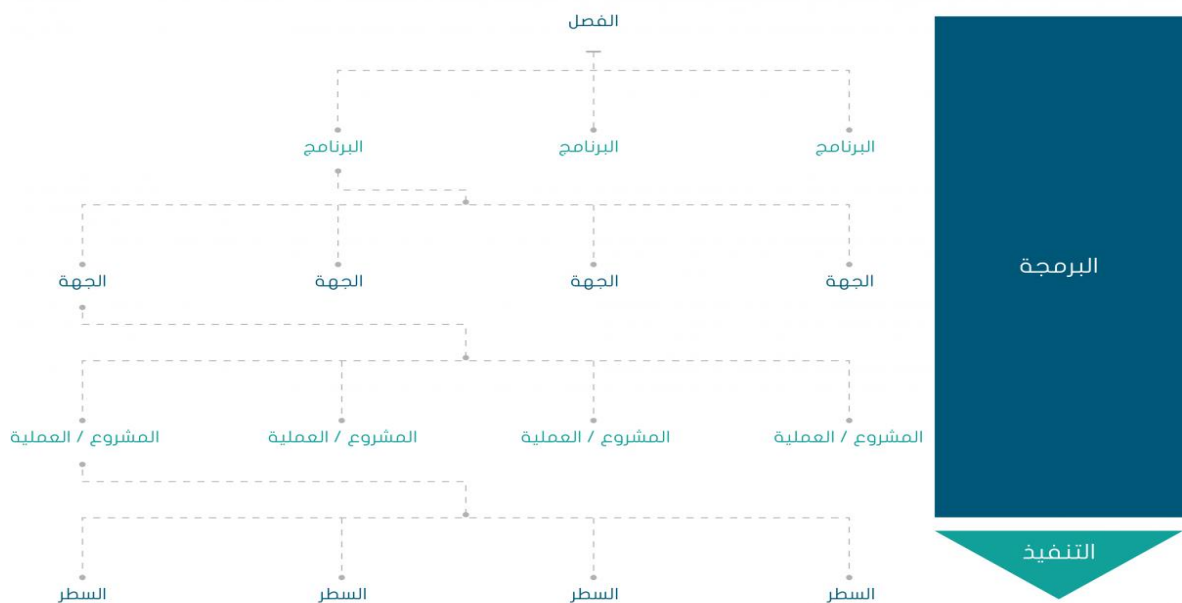 الفصل
البرنامج
البرنامج
البرنامج
الجهة
الجهة
الجهة
الجهة
المشروع / العملية
المشروع / العملية
المشروع / العملية
المشروع / العملية
السطر
السطر
السطر
السطر
البرمجة
التنفيذ